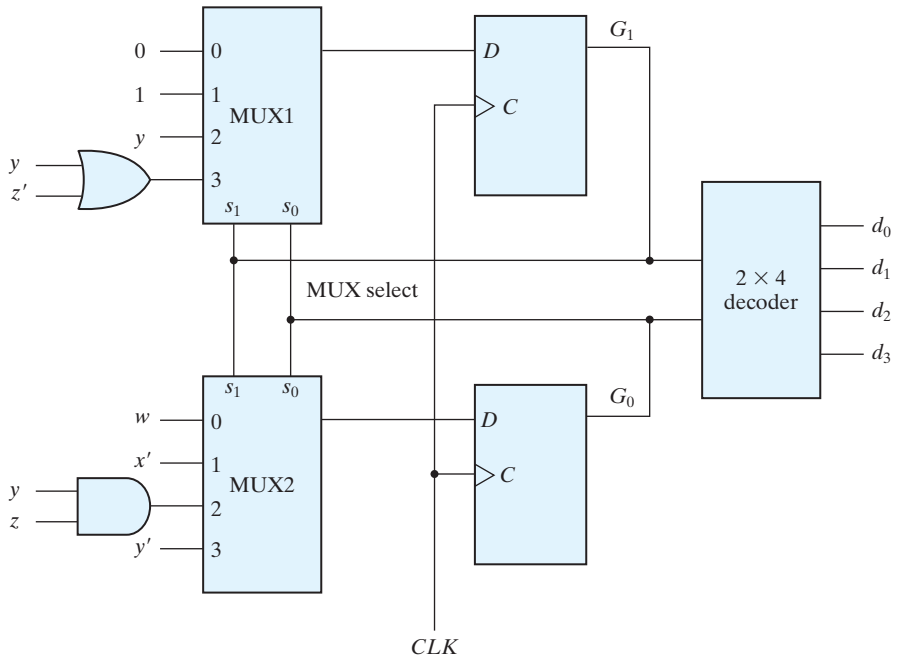 0
0
1
1
MUX1
y
2
y
z′
3
s₁
s₀
D
C
G₁
MUX select
2 × 4
decoder
d₀
d₁
d₂
d₃
s₁
s₀
w
0
x′
1
MUX2
y
z
2
y′
3
D
C
G₀
CLK